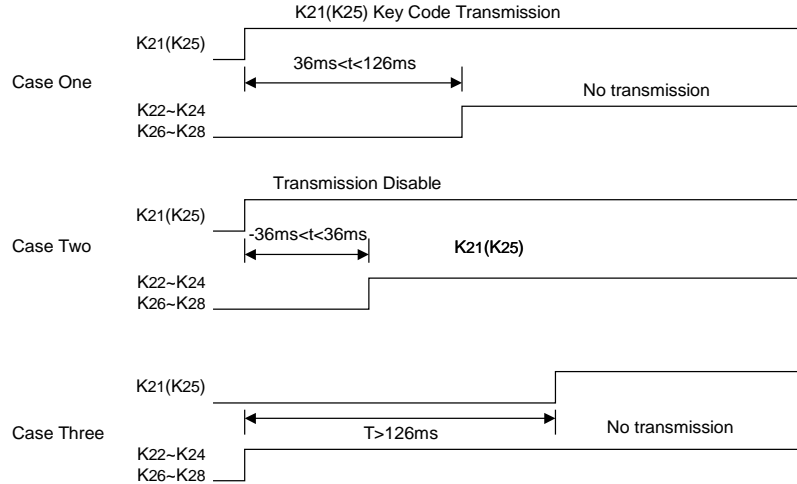 K21(K25) Key Code Transmission
K21(K25)
36ms<t<126ms
Case One
No transmission
K22~K24
K26~K28
Transmission Disable
K21(K25)
-36ms<t<36ms
Case Two
K21(K25)
K22~K24
K26~K28
K21(K25)
Case Three
T>126ms
No transmission
K22~K24
K26~K28